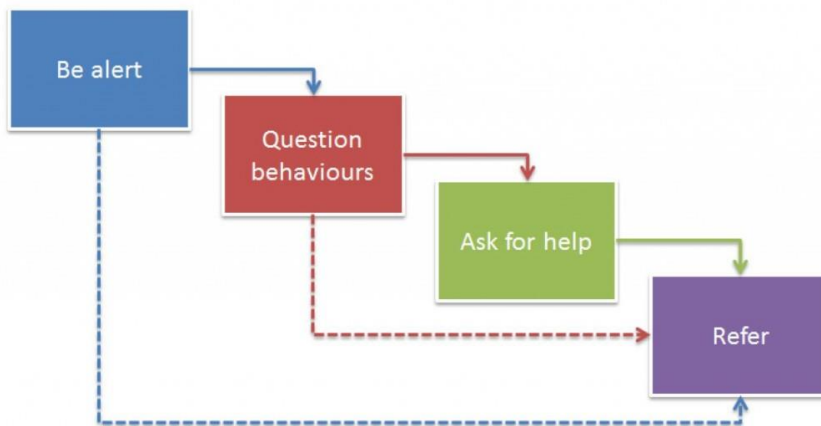 Be alert
Question
behaviours
Ask for help
Refer